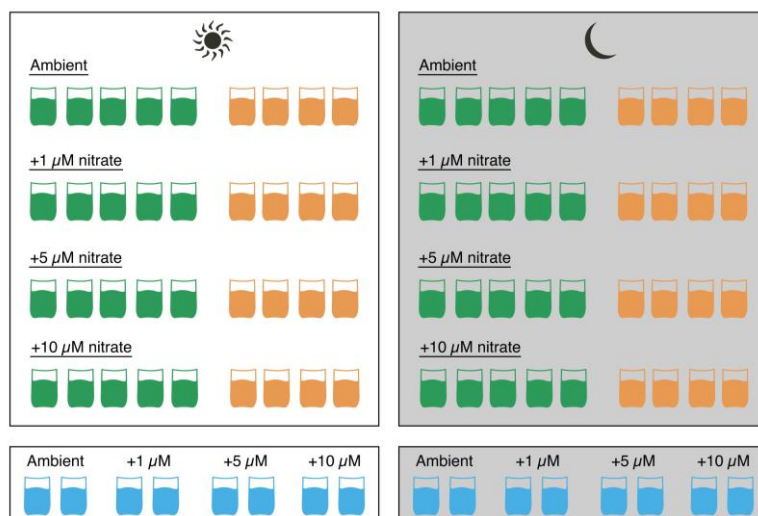 Ambient
+1 µM nitrate
+5 µM nitrate
+10 µM nitrate
Ambient
+1 µM nitrate
+5 µM nitrate
+10 µM nitrate
Ambient +1 µM +5 µM +10 µM
Ambient +1 µM +5 µM +10 µM